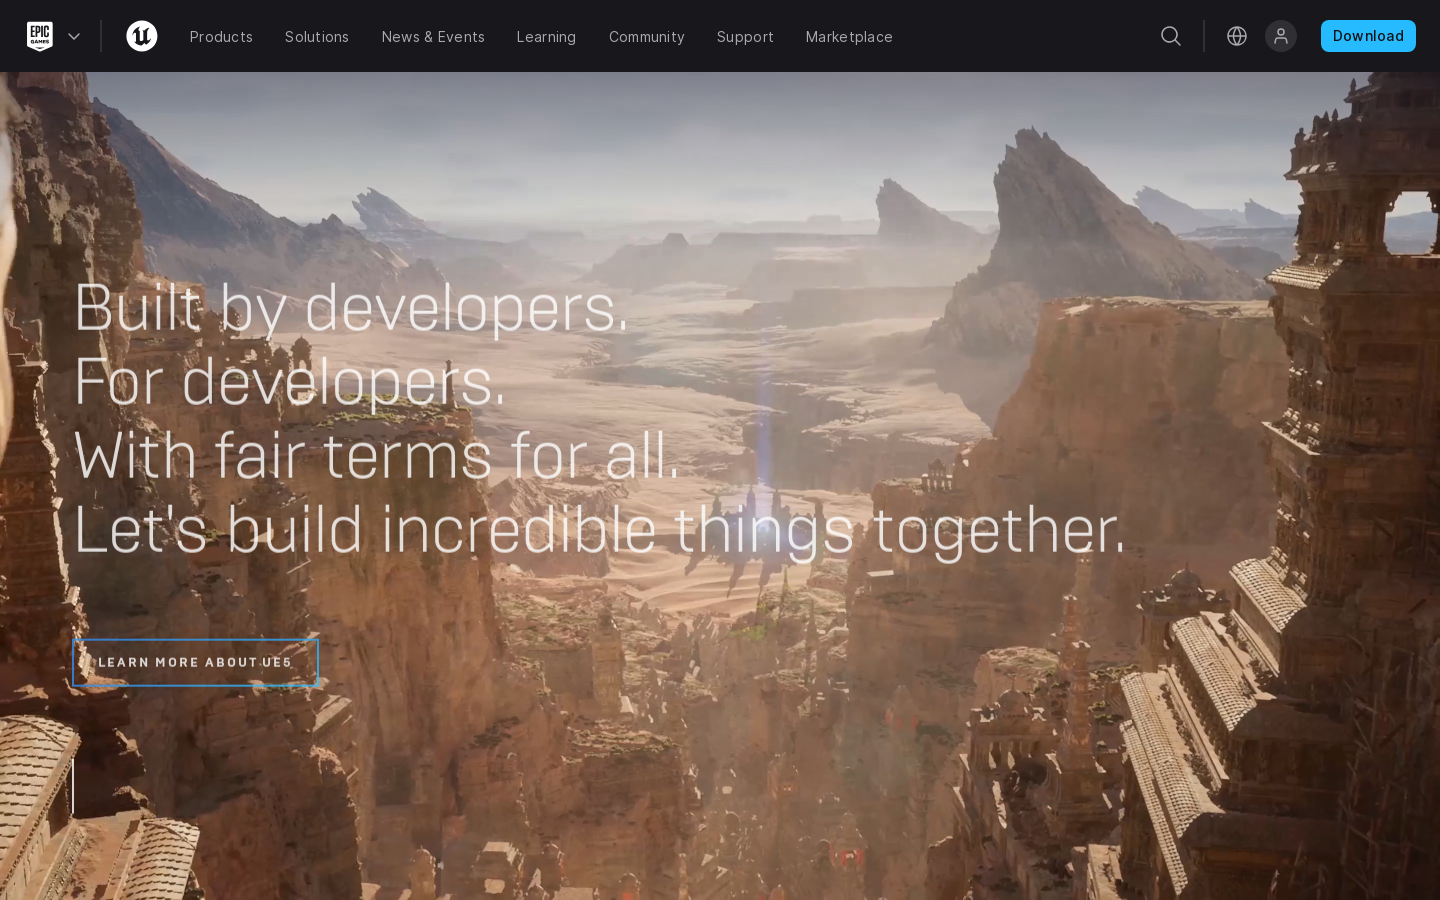 EPIC
GAMES
Products
Solutions
News & Events
Learning
Community
Support
Marketplace
Download
Built by developers.
For developers.
With fair terms for all.
Let's build incredible things together.
LEARN MORE ABOUT UE5